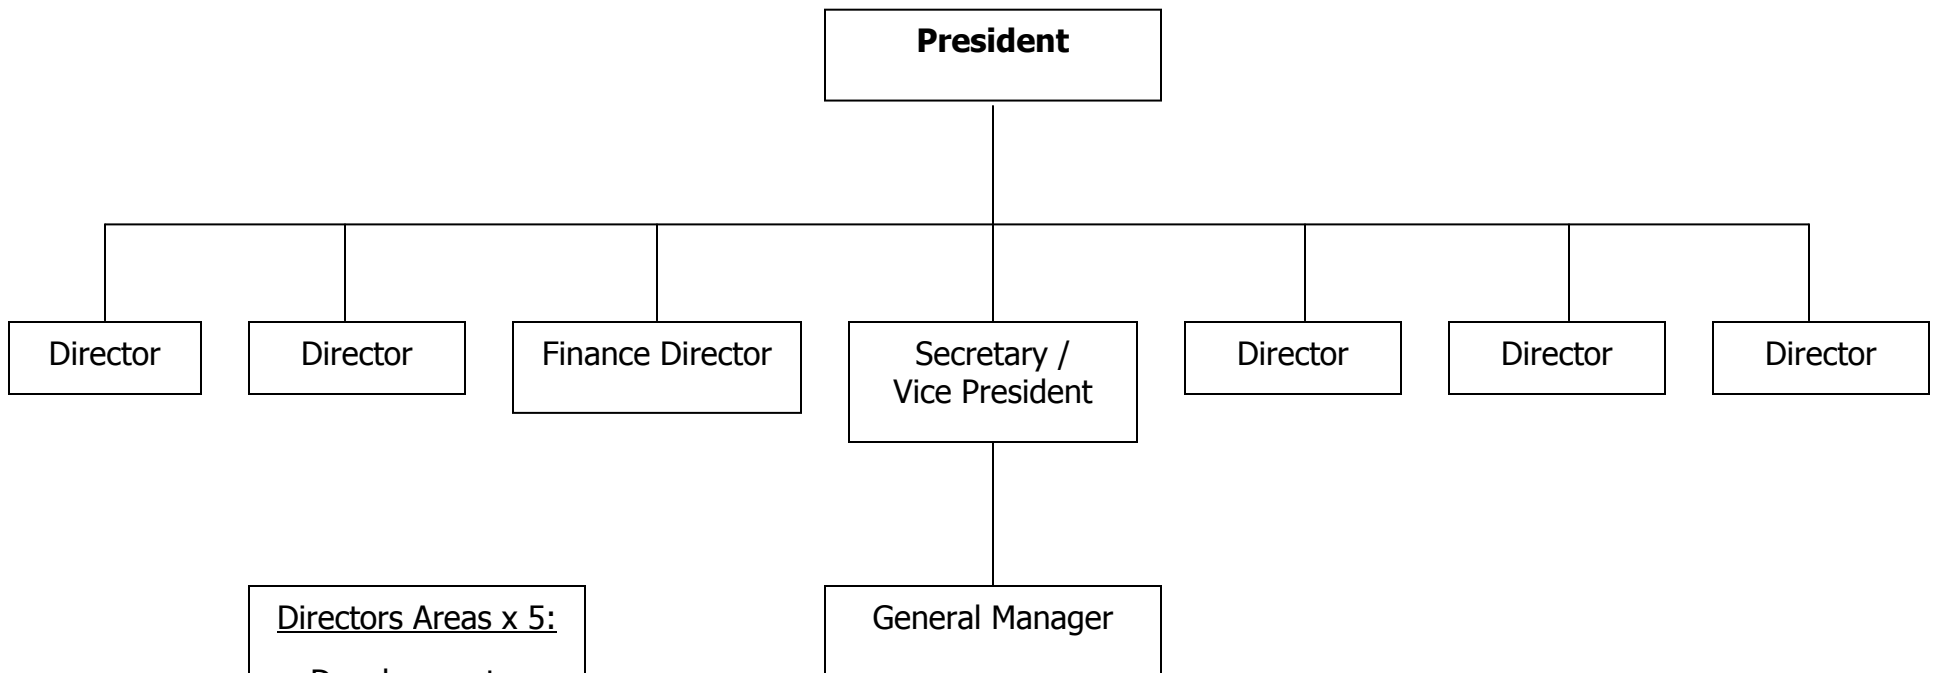 President
Director
Director
Finance Director
Secretary /
Vice President
Director
Director
Director
Directors Areas x 5:
General Manager